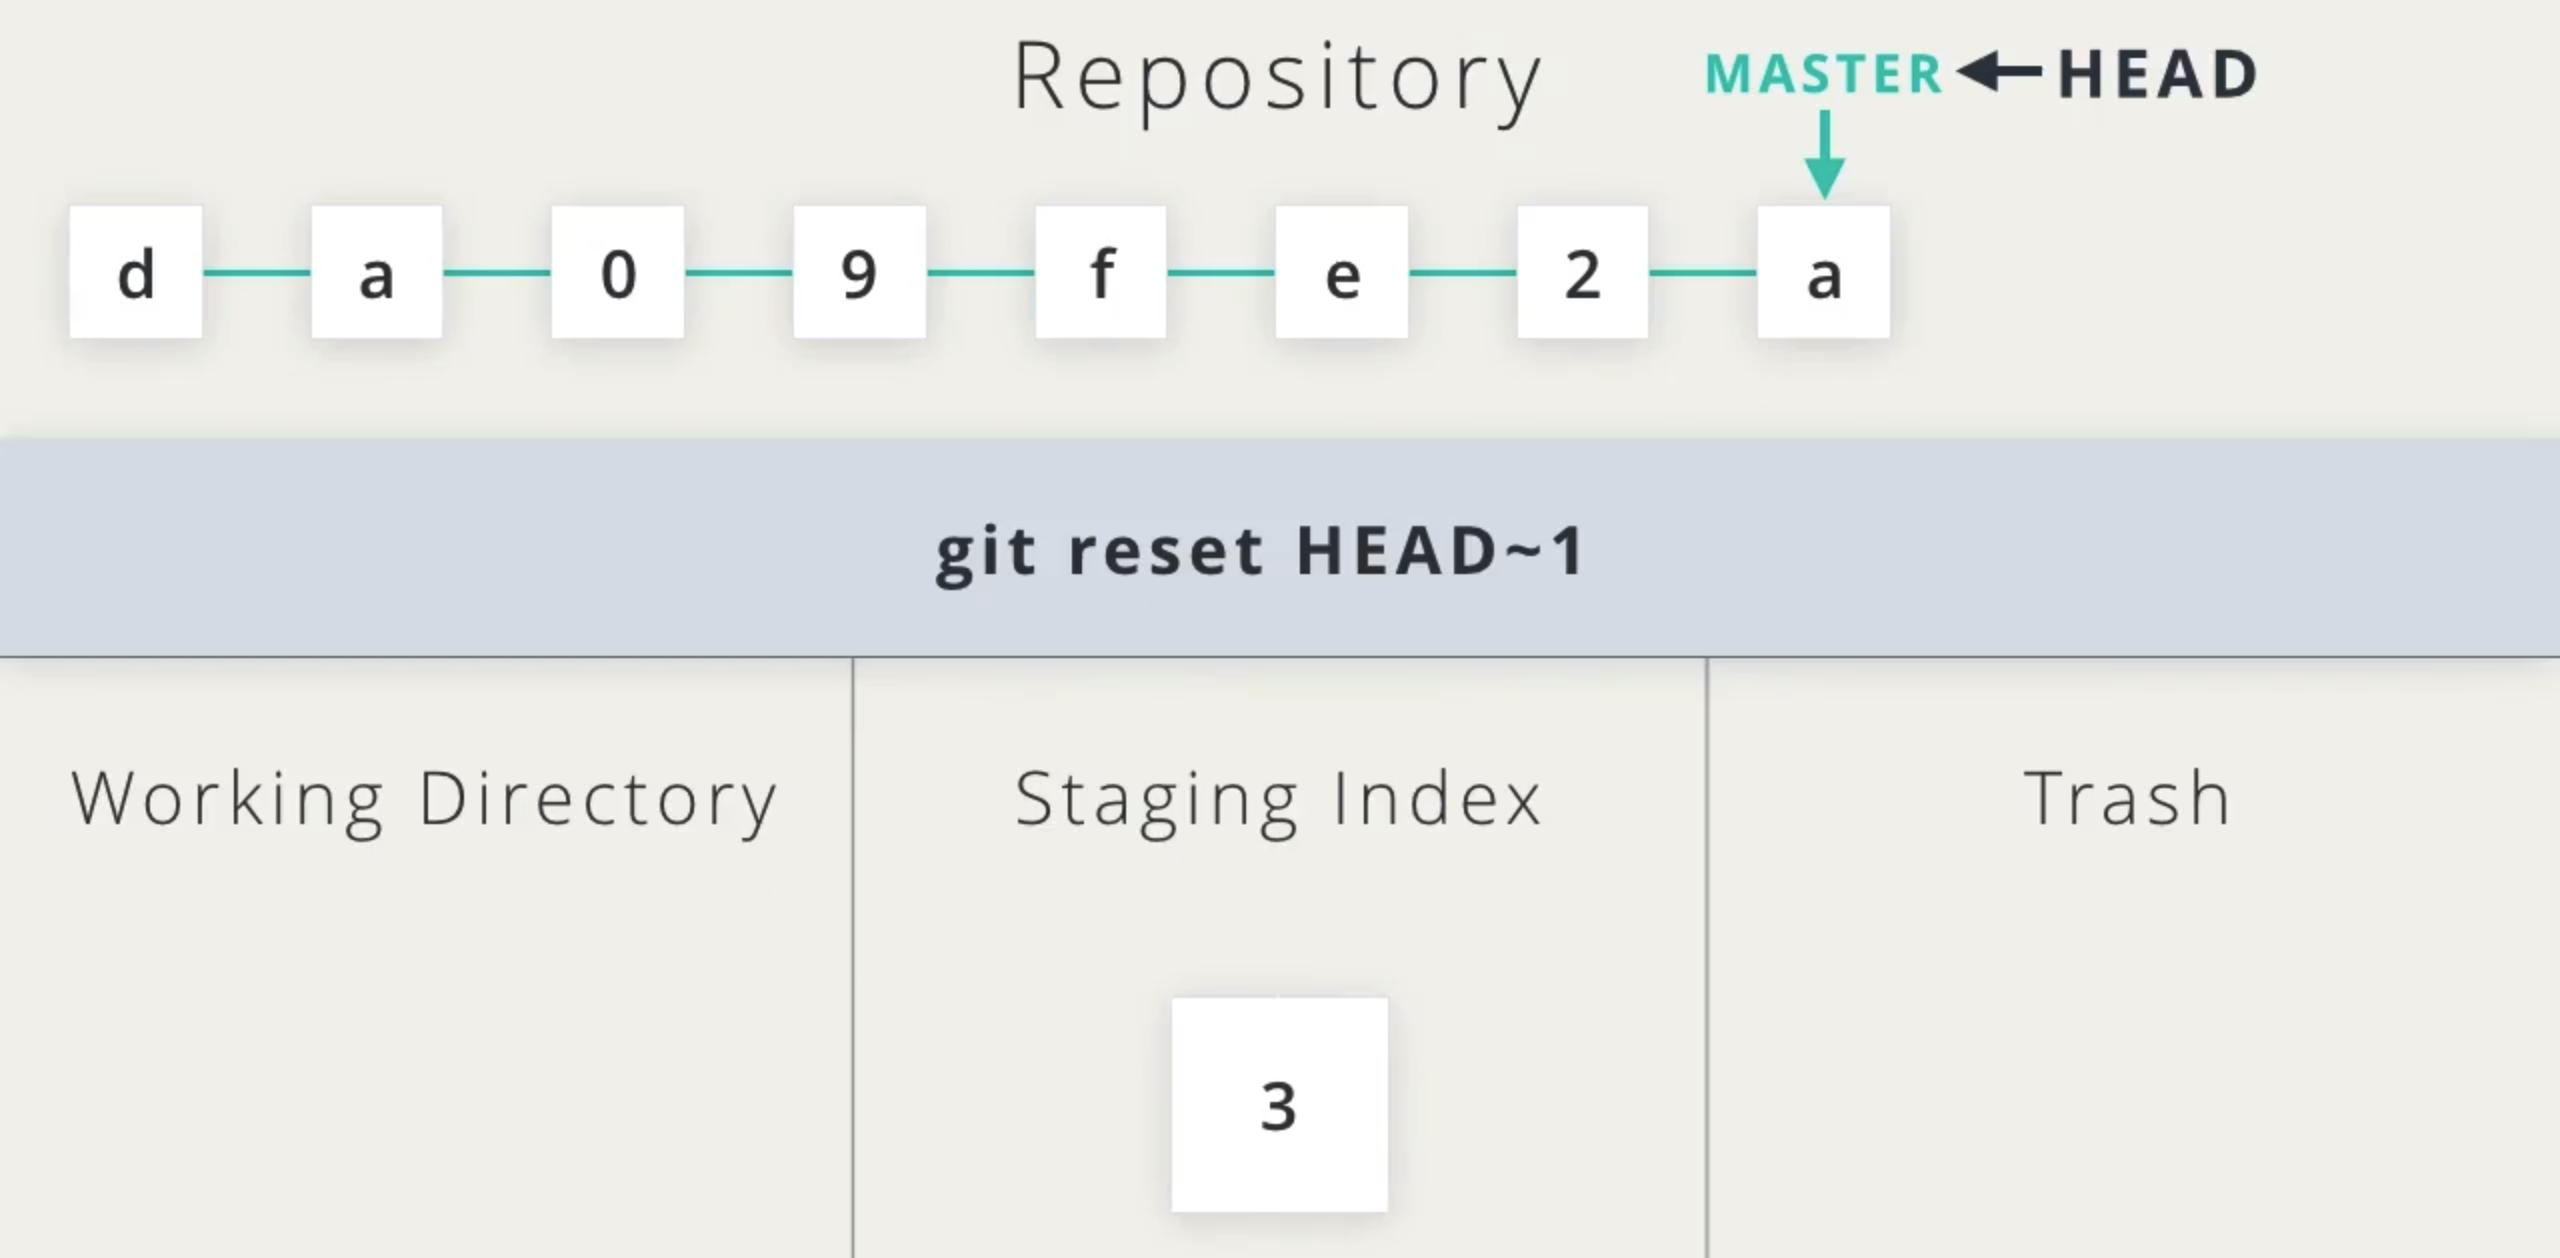 Repository
MASTER HEAD
d a 0 9 f e 2 a
git reset HEAD~1
Working Directory
Staging Index
Trash
3